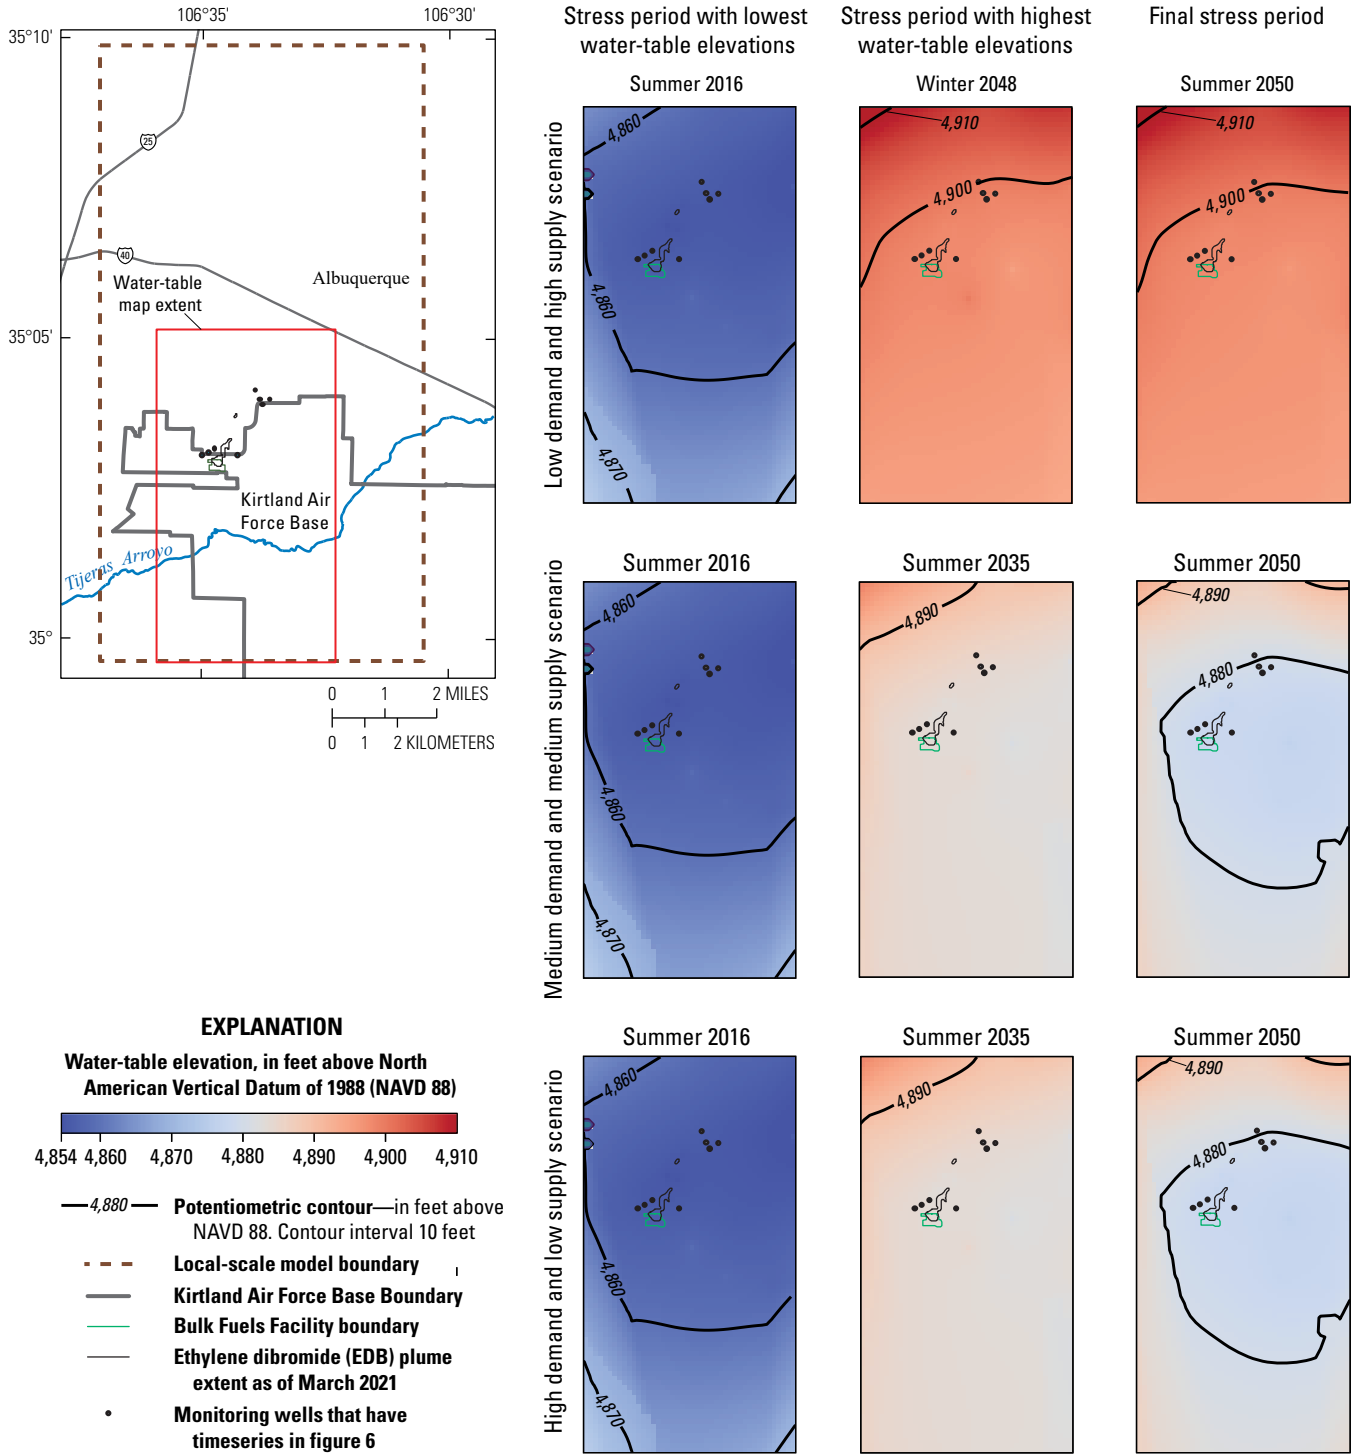 106°35'
106°30'
35°10'
25
40
Water-table
map extent
Albuquerque
35°05'
Kirtland Air
Force Base
Tijeras Arroyo
35°
0 1 2 MILES
0 1 2 KILOMETERS
Stress period with lowest
water-table elevations
Stress period with highest
water-table elevations
Final stress period
Low demand and high supply scenario
Summer 2016
4,860
4,860
4,870
Winter 2048
4,910
4,900
Summer 2050
4,910
4,900
Medium demand and medium supply scenario
Summer 2016
4,860
4,860
4,870
Summer 2035
4,890
Summer 2050
4,890
4,880
High demand and low supply scenario
Summer 2016
4,860
4,860
4,870
Summer 2035
4,890
Summer 2050
4,890
4,880
EXPLANATION
Water-table elevation, in feet above North
American Vertical Datum of 1988 (NAVD 88)
4,854 4,860 4,870 4,880 4,890 4,900 4,910
4,880 Potentiometric contour—in feet above
NAVD 88. Contour interval 10 feet
Local-scale model boundary
Kirtland Air Force Base Boundary
Bulk Fuels Facility boundary
Ethylene dibromide (EDB) plume
extent as of March 2021
Monitoring wells that have
timeseries in figure 6